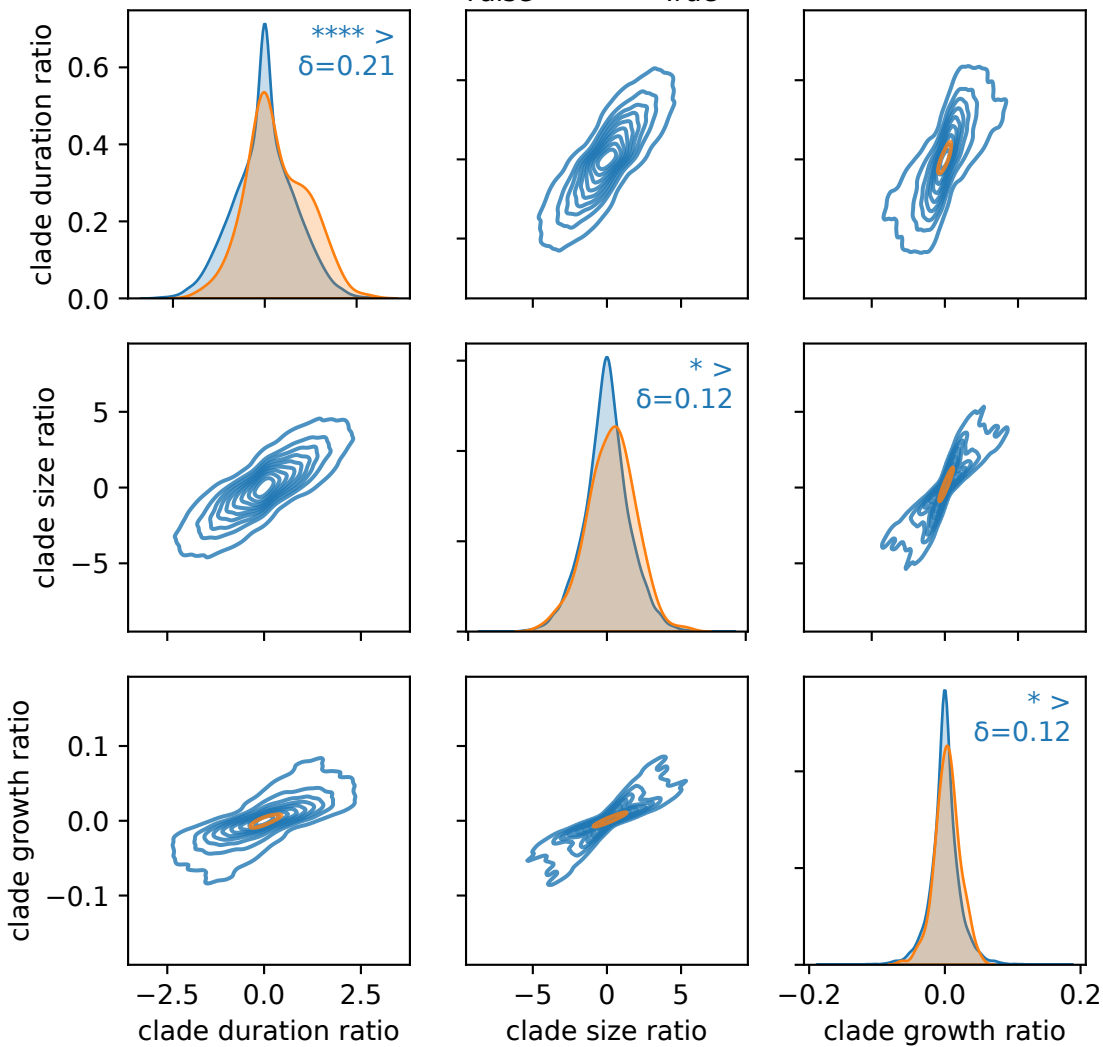 clade duration ratio
0.6
0.4
0.2
0.0
**** >
δ=0.21
clade size ratio
5
0
−5
* >
δ=0.12
clade growth ratio
0.1
0.0
−0.1
* >
δ=0.12
−2.5 0.0 2.5
−5 0 5
−0.2 0.0 0.2
clade duration ratio
clade size ratio
clade growth ratio